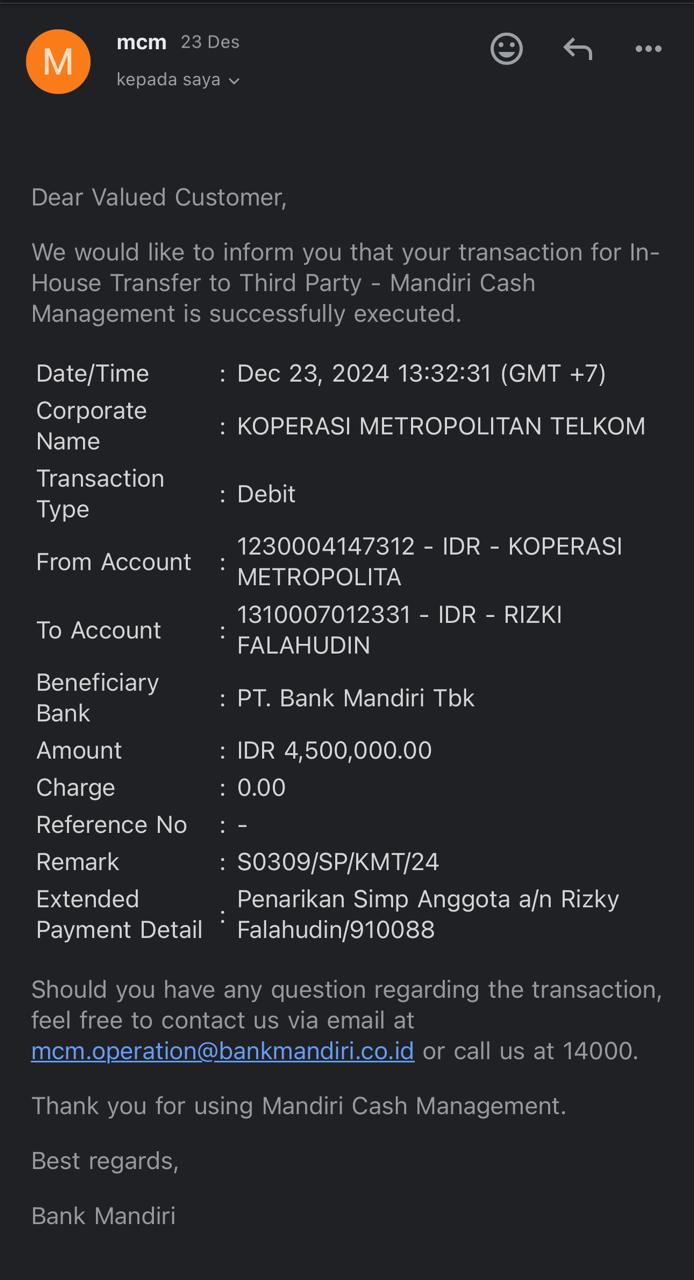 M
mcm 23 Des
kepada saya
Dear Valued Customer,
We would like to inform you that your transaction for In-
House Transfer to Third Party - Mandiri Cash
Management is successfully executed.
Date/Time : Dec 23, 2024 13:32:31 (GMT +7)
Corporate
Name : KOPERASI METROPOLITAN TELKOM
Transaction
Type : Debit
From Account : 1230004147312 - IDR - KOPERASI
METROPOLITA
To Account : 1310007012331 - IDR - RIZKI
FALAHUDIN
Beneficiary
Bank : PT. Bank Mandiri Tbk
Amount : IDR 4,500,000.00
Charge : 0.00
Reference No : -
Remark : S0309/SP/KMT/24
Extended Payment Detail : Penarikan Simp Anggota a/n Rizky
Falahudin/910088
Should you have any question regarding the transaction,
feel free to contact us via email at
mcm.operation@bankmandiri.co.id or call us at 14000.
Thank you for using Mandiri Cash Management.
Best regards,
Bank Mandiri